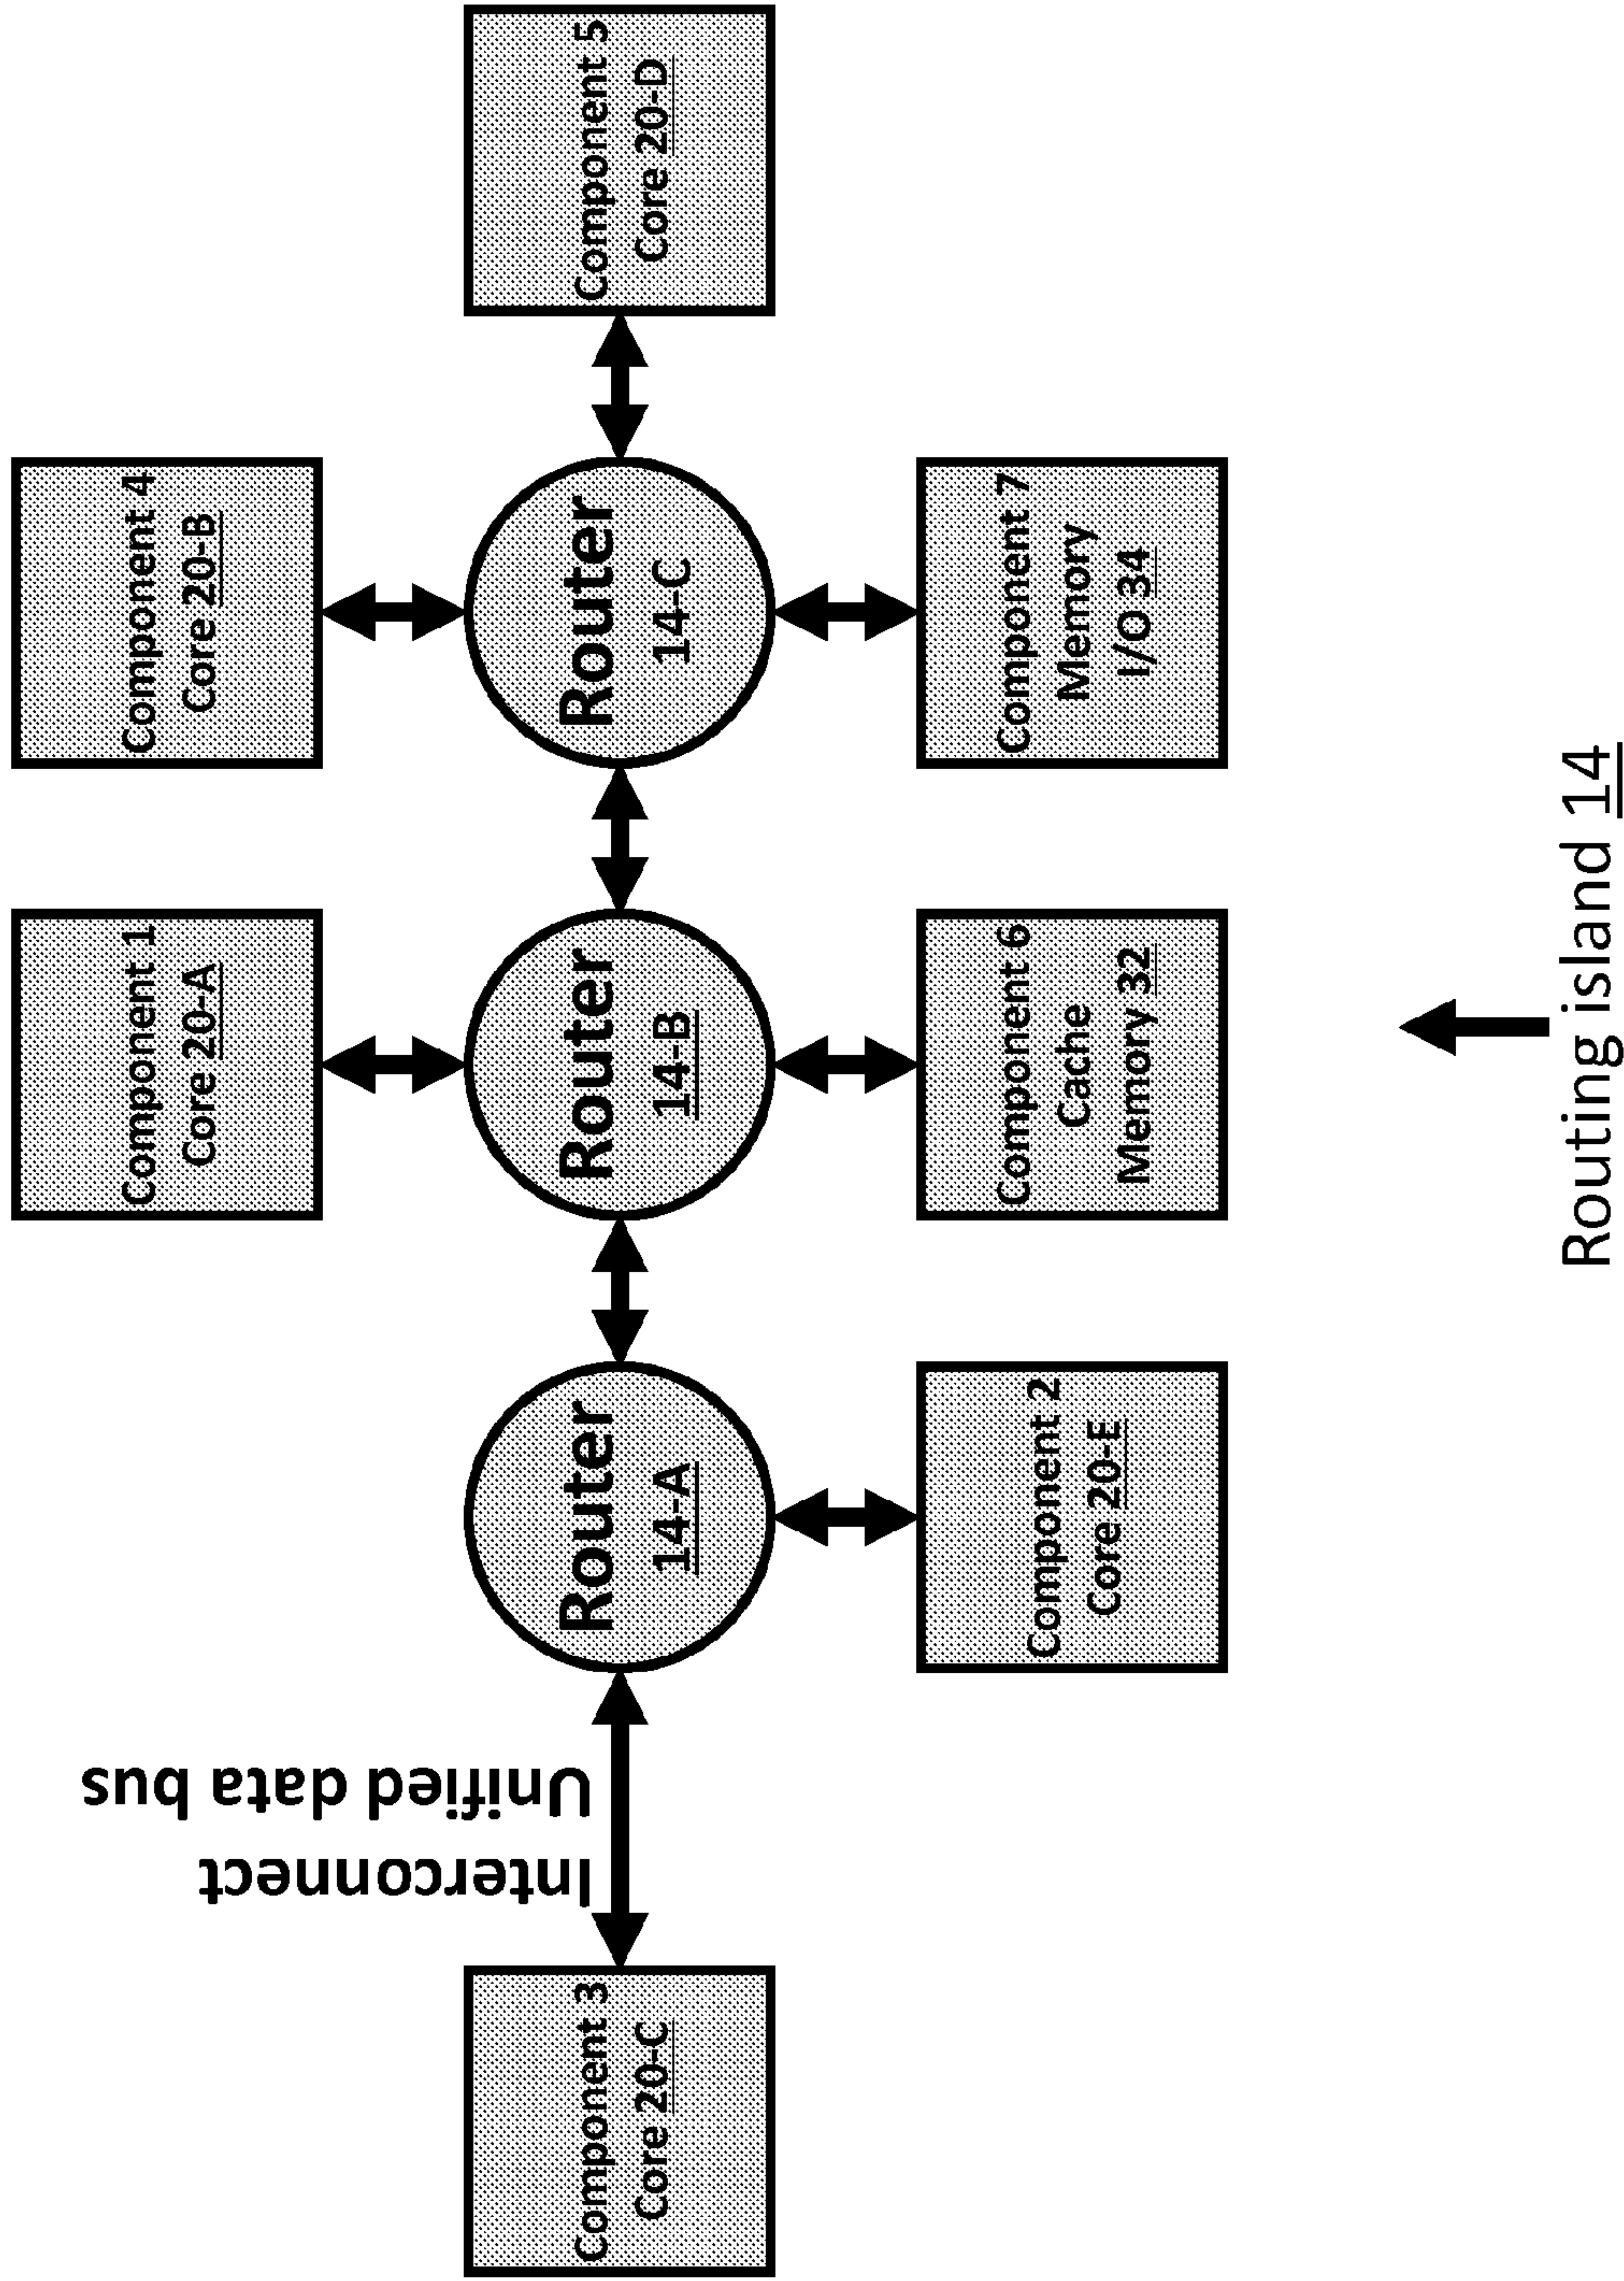 Component 1
Core 20-A
Component 4
Core 20-B
Interconnect
Unified data bus
Component 3
Core 20-C
Router
14-A
Router
14-B
Router
14-C
Component 5
Core 20-D
Component 2
Core 20-E
Component 6
Cache
Memory 32
Component 7
Memory
I/O 34
Routing island 14